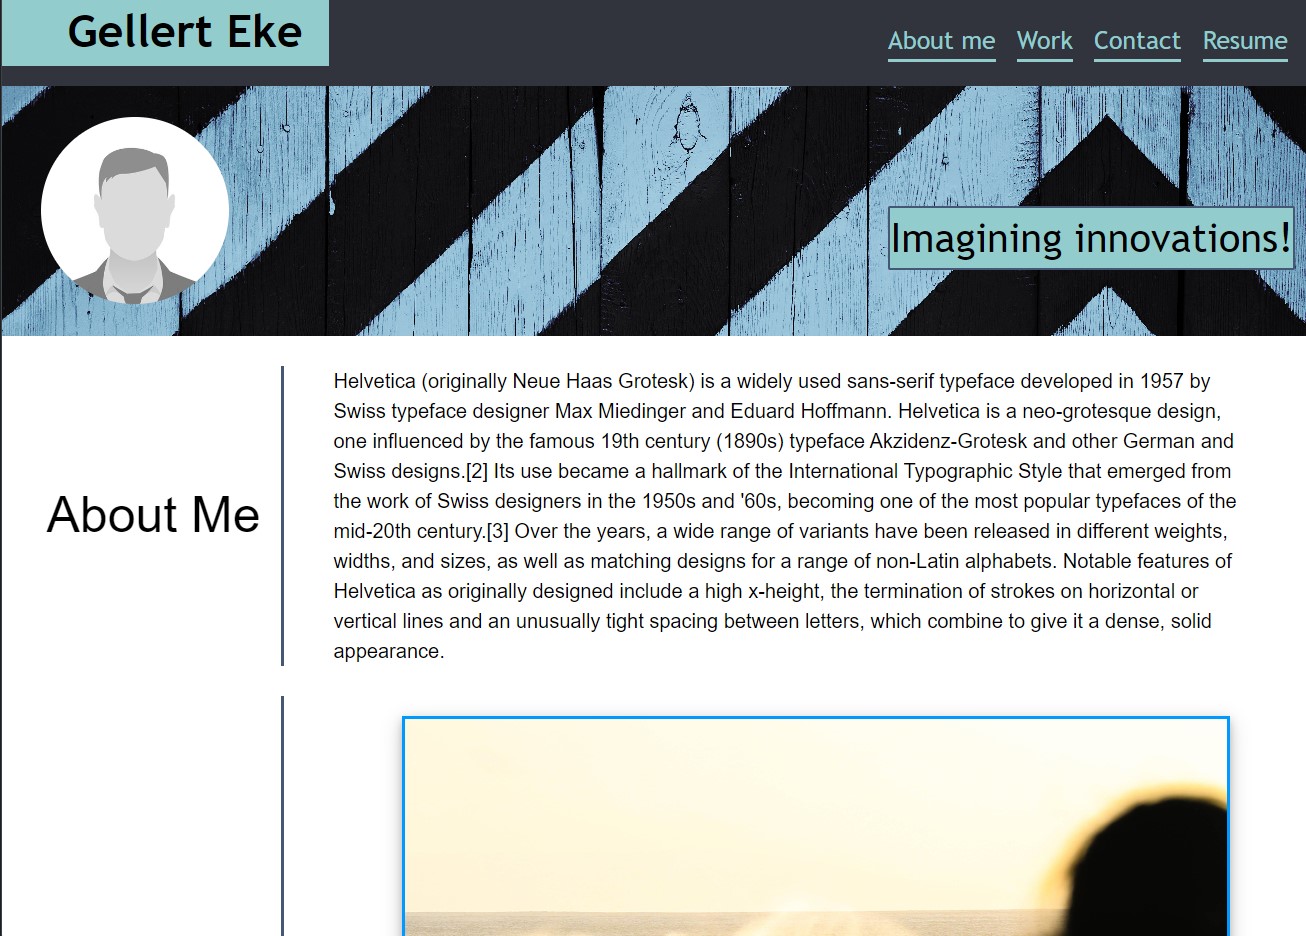 Gellert Eke
About me Work Contact Resume
Imagining innovations!
About Me
Helvetica (originally Neue Haas Grotesk) is a widely used sans-serif typeface developed in 1957 by
Swiss typeface designer Max Miedinger and Eduard Hoffmann. Helvetica is a neo-grotesque design,
one influenced by the famous 19th century (1890s) typeface Akzidenz-Grotesk and other German and
Swiss designs.[2] Its use became a hallmark of the International Typographic Style that emerged from
the work of Swiss designers in the 1950s and '60s, becoming one of the most popular typefaces of the
mid-20th century.[3] Over the years, a wide range of variants have been released in different weights,
widths, and sizes, as well as matching designs for a range of non-Latin alphabets. Notable features of
Helvetica as originally designed include a high x-height, the termination of strokes on horizontal or
vertical lines and an unusually tight spacing between letters, which combine to give it a dense, solid
appearance.